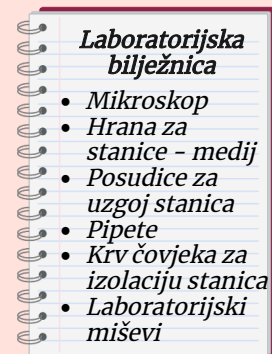 Laboratorijska
bilježnica
• Mikroskop
• Hrana za
stanice - medij
• Posudice za
uzgoj stanica
• Pipete
• Krv čovjeka za
izolaciju stanica
• Laboratorijski
miševi